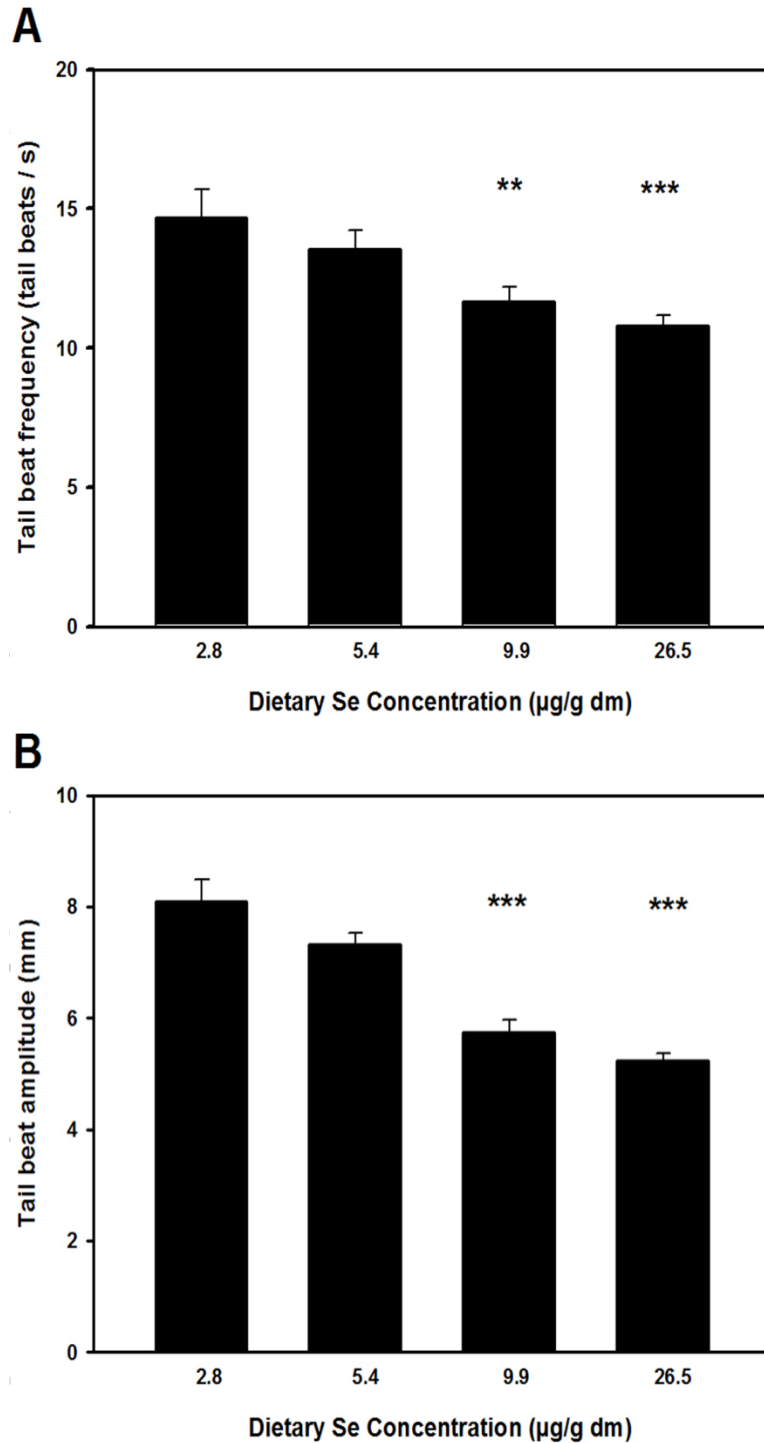 A
Tail beat frequency (tail beats / s)
20
15
10
5
0
** ***
2.8 5.4 9.9 26.5
Dietary Se Concentration (µg/g dm)
B
Tail beat amplitude (mm)
10
8
6
4
2
0
*** ***
2.8 5.4 9.9 26.5
Dietary Se Concentration (µg/g dm)